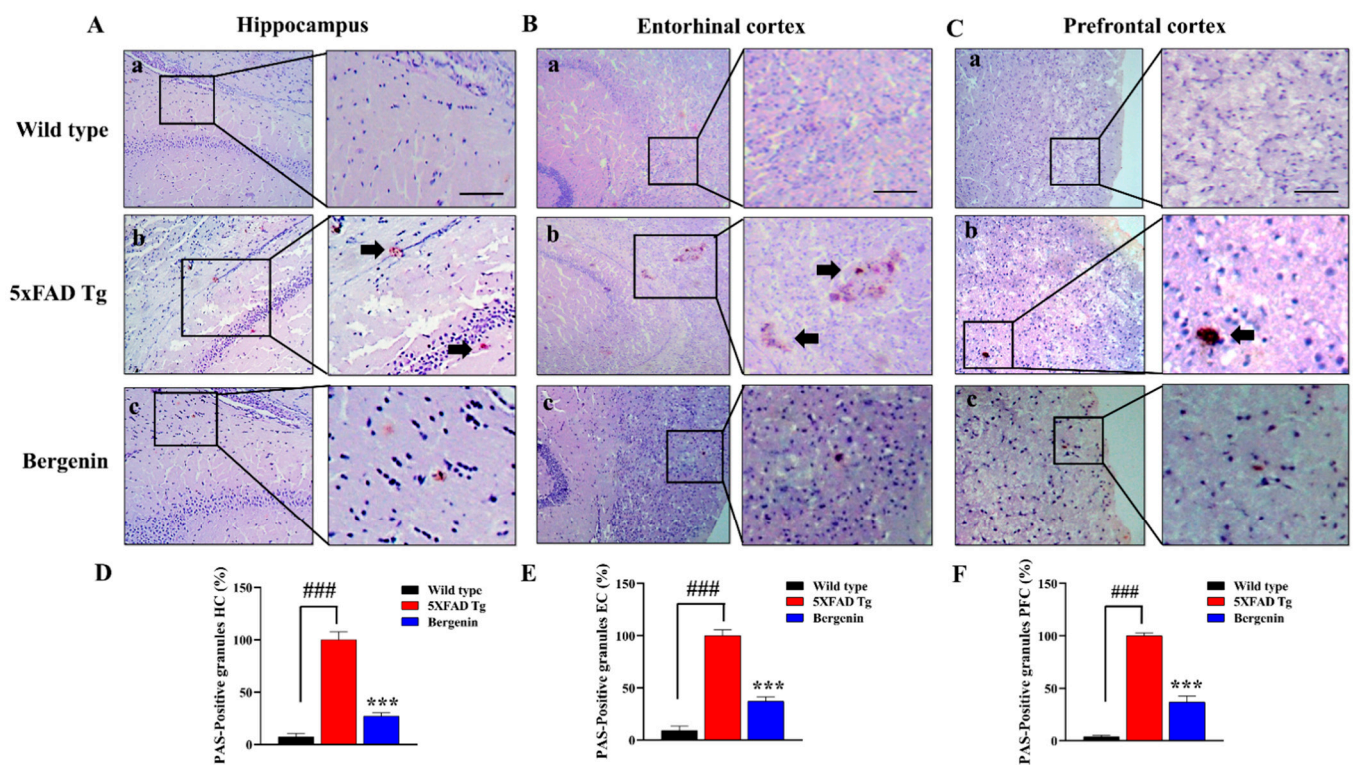 A
Hippocampus
B
Entorhinal cortex
C
Prefrontal cortex
Wild type
a
a
a
5xFAD Tg
b
b
b
Bergenin
c
c
c
D
PAS-Positive granules HC (%)
150
100
50
0
###
***
Wild type
5XFAD Tg
Bergenin
E
PAS-Positive granules EC (%)
150
100
50
0
###
***
Wild type
5XFAD Tg
Bergenin
F
PAS-Positive granules PFC (%)
150
100
50
0
###
***
Wild type
5XFAD Tg
Bergenin